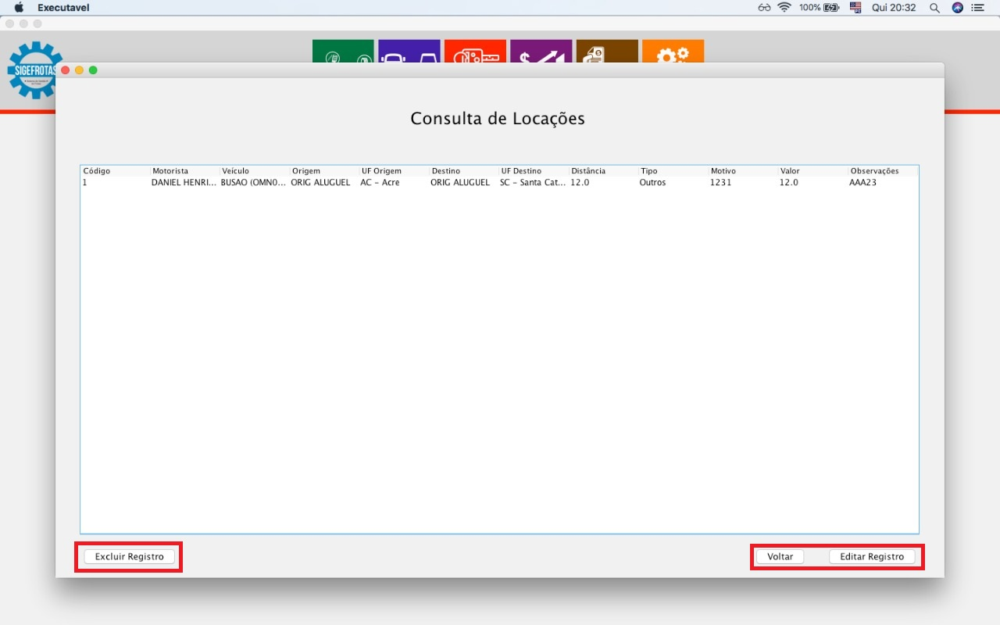 Executavel
100%
Qui 20:32
SIGEFROTAS
Consulta de Locações
Código Motorista Veículo Origem UF Origem Destino UF Destino Distância Tipo Motivo Valor Observações
1 DANIEL HENRI... BUSAO (OMN0... ORIG ALUGUEL AC - Acre ORIG ALUGUEL SC - Santa Cat... 12.0 Outros 1231 12.0 AAA23
Excluir Registro
Voltar
Editar Registro